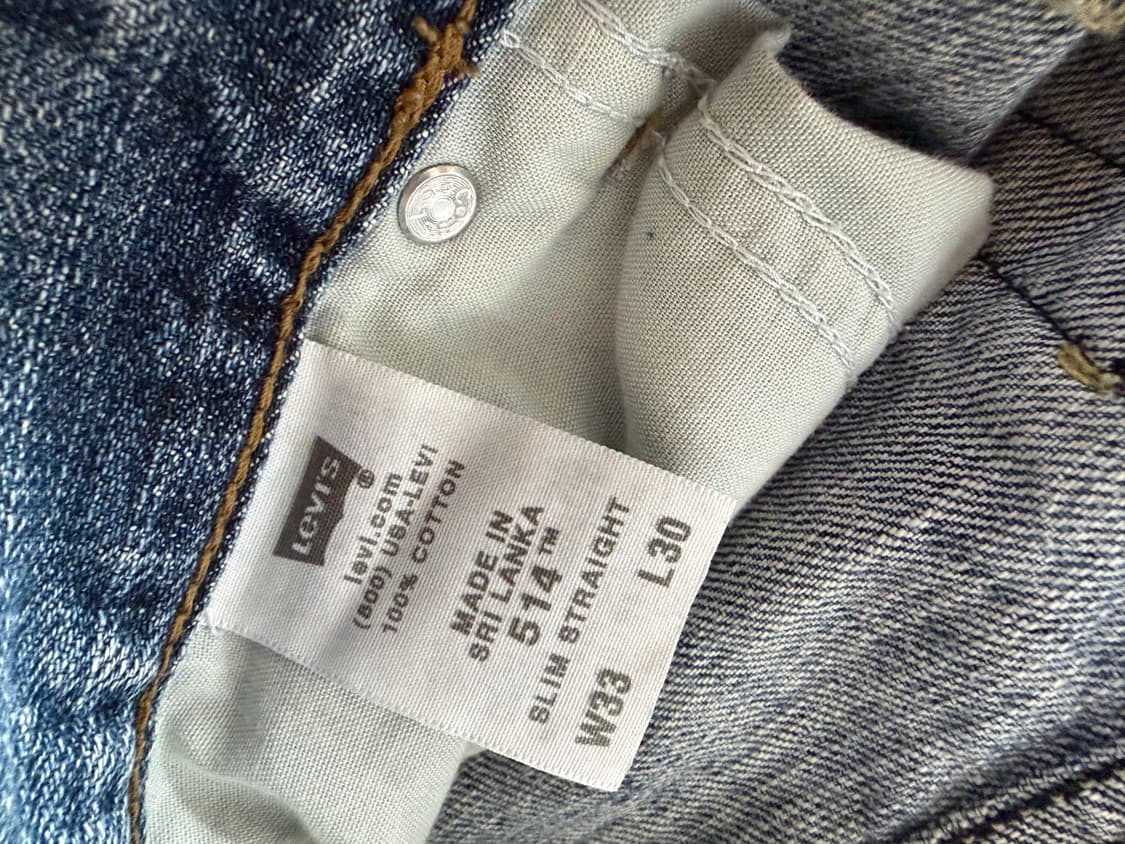 Levi's®
levi.com
(800) USA-LEVI
100% COTTON
MADE IN
SRI LANKA
514™
SLIM STRAIGHT
W33 L30